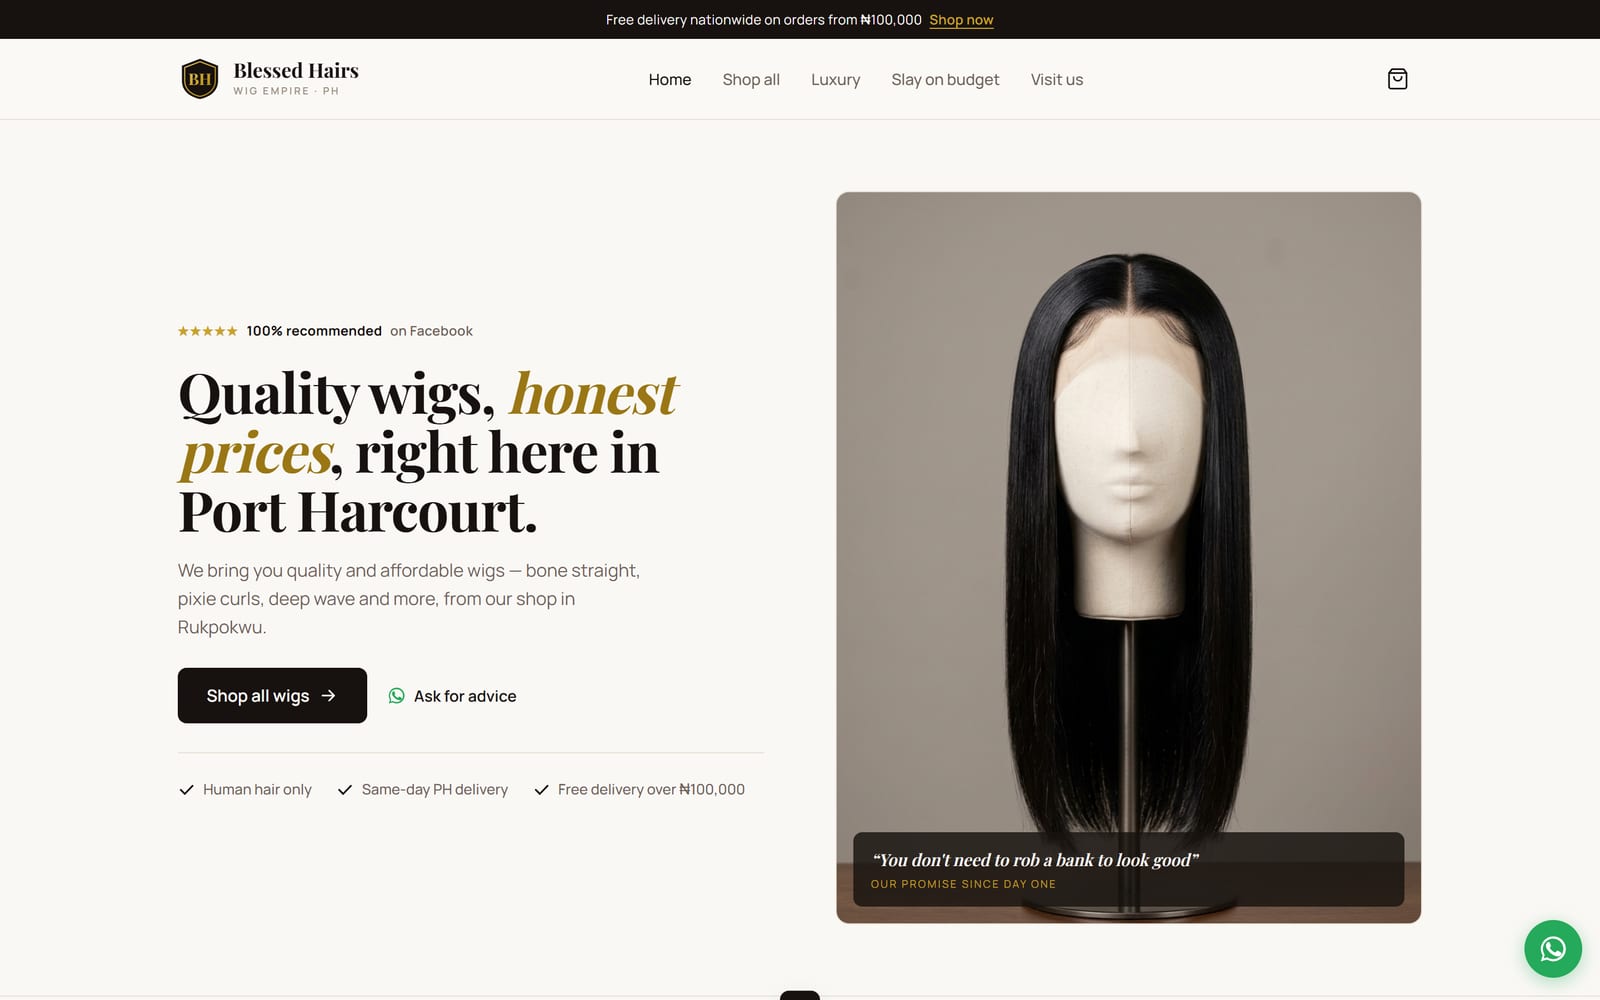 Free delivery nationwide on orders from ₦100,000 Shop now
BH
Blessed Hairs
WIG EMPIRE · PH
Home Shop all Luxury Slay on budget Visit us
★★★★★ 100% recommended on Facebook
Quality wigs, honest
prices, right here in
Port Harcourt.
We bring you quality and affordable wigs — bone straight,
pixie curls, deep wave and more, from our shop in
Rukpokwu.
Shop all wigs →
Ask for advice
Human hair only
Same-day PH delivery
Free delivery over ₦100,000
“You don't need to rob a bank to look good”
OUR PROMISE SINCE DAY ONE